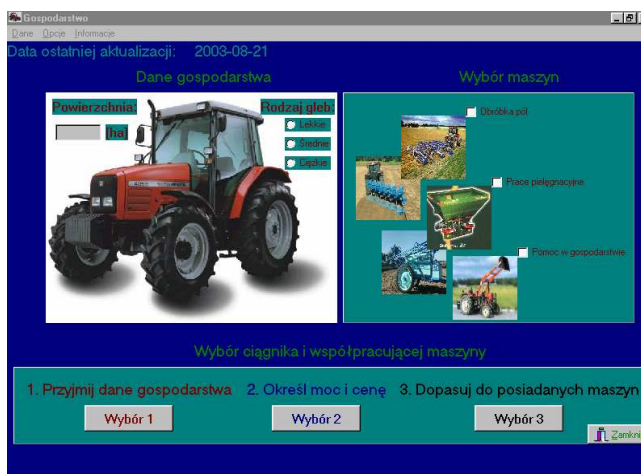 Gospodarstwo
Dane Opcje Informacje
Data ostatniej aktualizacji: 2003-08-21
Dane gospodarstwa
Wybór maszyn
Powierzchnia:
[ha]
Rodzaj gleb:
Lekkie
Średnie
Ciężkie
Obróbka pól
Prace pielęgnacyjne
Pomoc w gospodarstwie
Wybór ciągnika i współpracującej maszyny
1. Przyjmij dane gospodarstwa 2. Określ moc i cenę 3. Dopasuj do posiadanych maszyn
Wybór 1 Wybór 2 Wybór 3
Zamknij